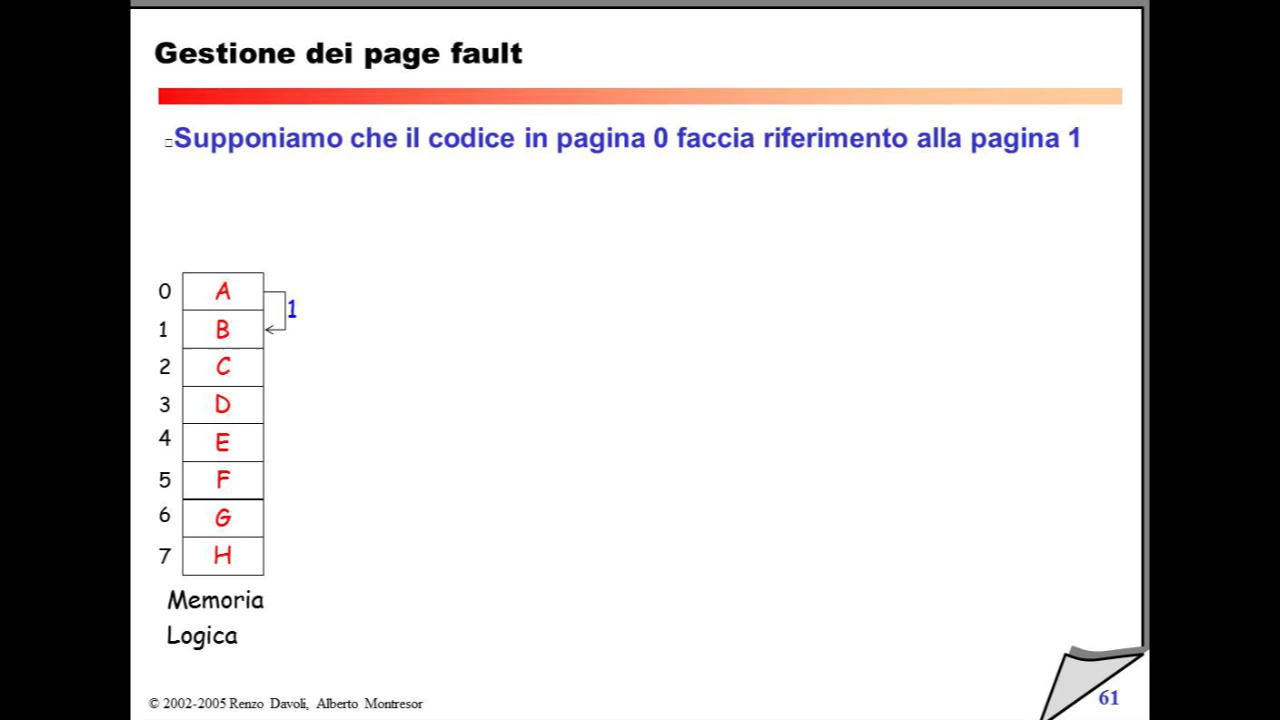 Gestione dei page fault
Supponiamo che il codice in pagina 0 faccia riferimento alla pagina 1
0 A
1
1 B
2 C
3 D
4 E
5 F
6 G
7 H
Memoria
Logica
© 2002-2005 Renzo Davoli, Alberto Montresor
61